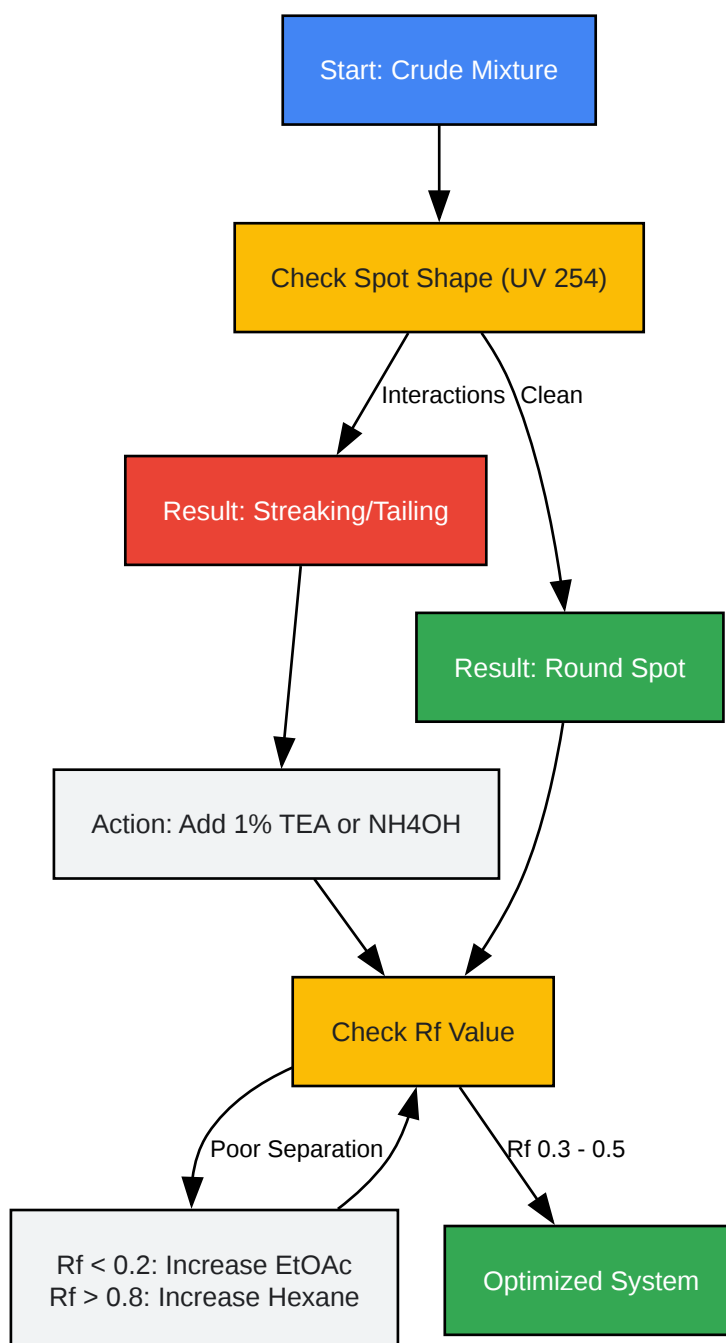 Start: Crude Mixture
Check Spot Shape (UV 254)
Interactions
Clean
Result: Streaking/Tailing
Result: Round Spot
Action: Add 1% TEA or NH4OH
Check Rf Value
Poor Separation
Rf 0.3 - 0.5
Rf < 0.2: Increase EtOAc
Rf > 0.8: Increase Hexane
Optimized System